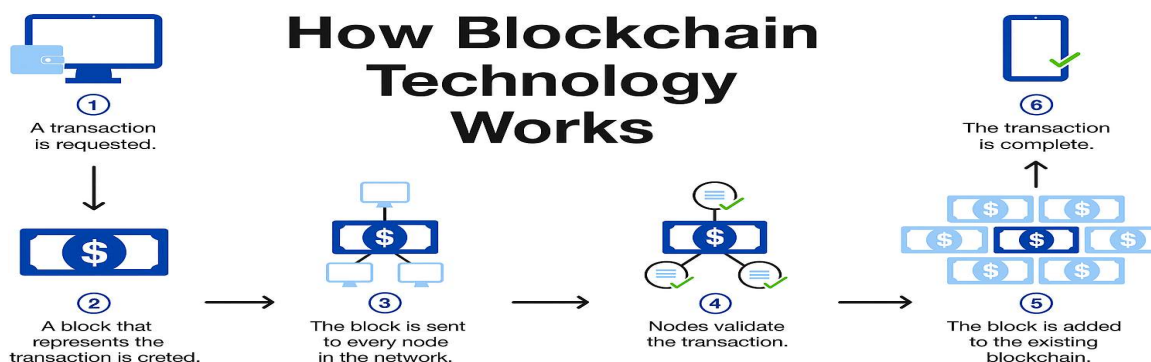 How Blockchain
Technology
Works
1
A transaction
is requested.
$
2
A block that
represents the
transaction is creted.
$
3
The block is sent
to every node
in the network.
$
4
Nodes validate
the transaction.
$ $
$ $ $
$ $
5
The block is added
to the existing
blockchain.
6
The transaction
is complete.